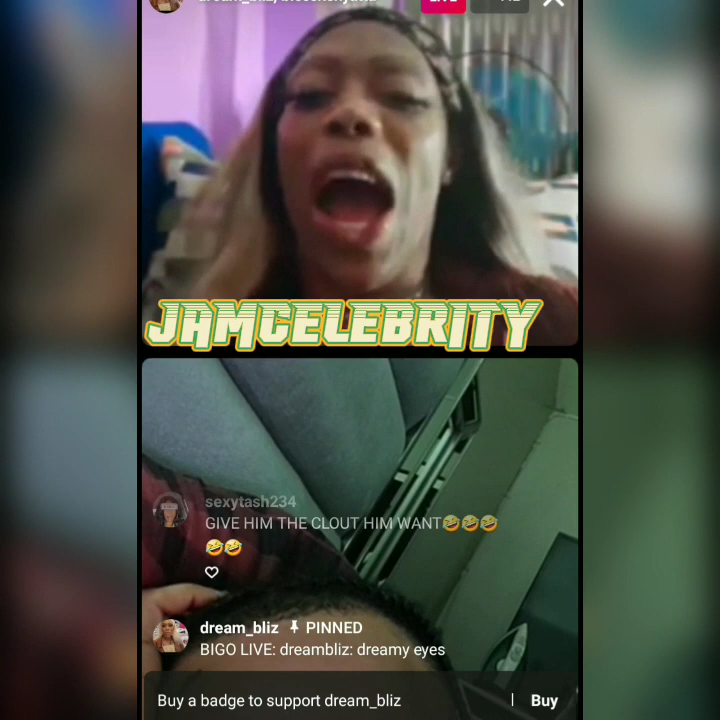 LIVE
JAMCELEBRITY
sexytash234
GIVE HIM THE CLOUT HIM WANT🤣🤣🤣
🤣🤣
dream_bliz PINNED
BIGO LIVE: dreambliz: dreamy eyes
Buy a badge to support dream_bliz | Buy